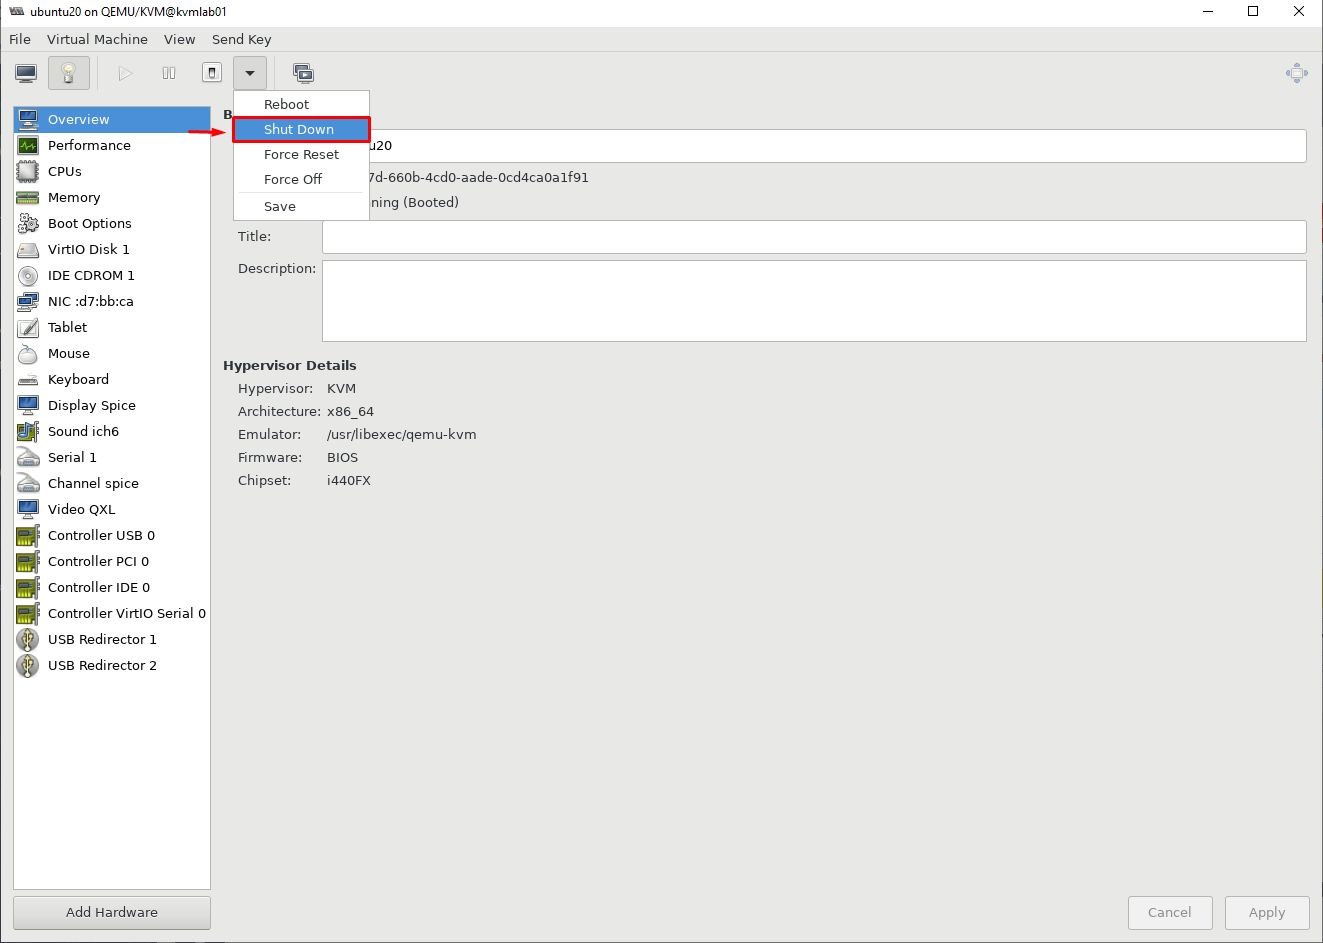 ubuntu20 on QEMU/KVM@kvmlab01
File Virtual Machine View Send Key
Overview
Performance
CPUs
Memory
Boot Options
VirtIO Disk 1
IDE CDROM 1
NIC :d7:bb:ca
Tablet
Mouse
Keyboard
Display Spice
Sound ich6
Serial 1
Channel spice
Video QXL
Controller USB 0
Controller PCI 0
Controller IDE 0
Controller VirtIO Serial 0
USB Redirector 1
USB Redirector 2
Add Hardware
Reboot
Shut Down
Force Reset
Force Off
Save
B
u20
7d-660b-4cd0-aade-0cd4ca0a1f91
ning (Booted)
Title:
Description:
Hypervisor Details
Hypervisor: KVM
Architecture: x86_64
Emulator: /usr/libexec/qemu-kvm
Firmware: BIOS
Chipset: i440FX
Cancel Apply